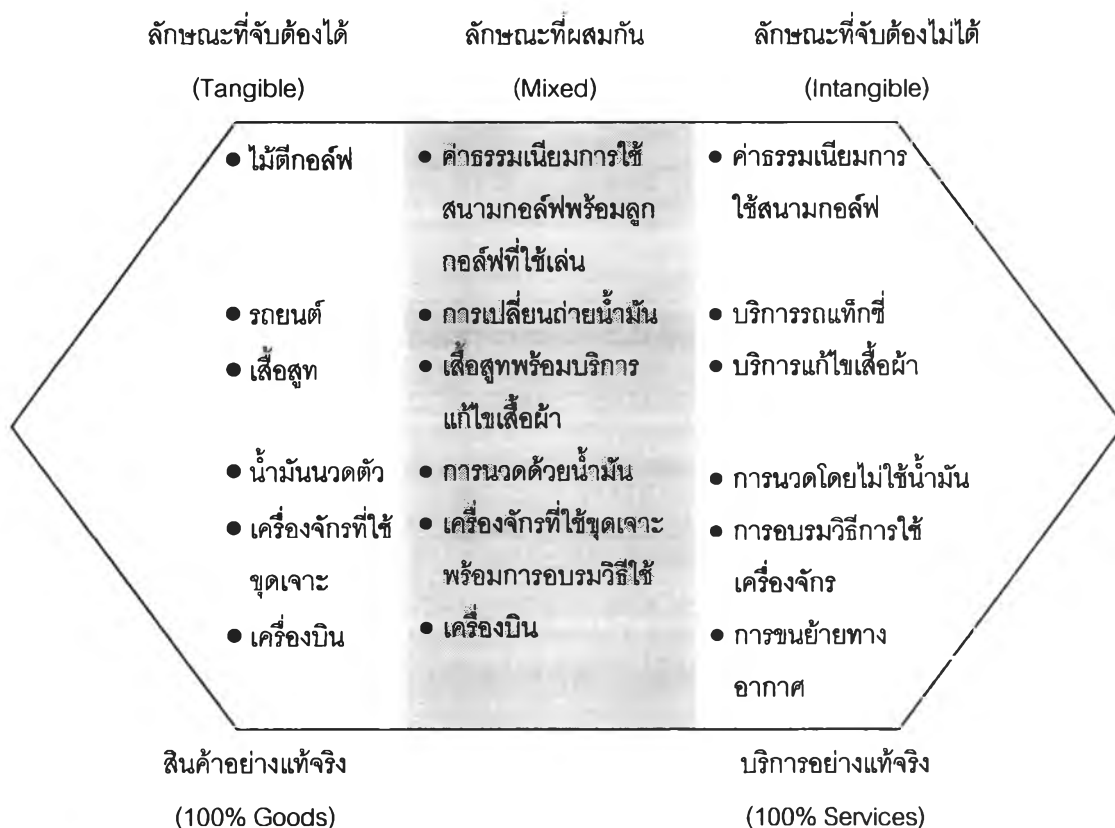 ลักษณะที่จับต้องได้
(Tangible)
ลักษณะที่ผสมกัน
(Mixed)
ลักษณะที่จับต้องไม่ได้
(Intangible)
● ไม้ตีกอล์ฟ
● รถยนต์
● เสื้อสูท
● น้ำมันนวดตัว
● เครื่องจักรที่ใช้
ขุดเจาะ
● เครื่องบิน
● ค่าธรรมเนียมการใช้
สนามกอล์ฟพร้อมลูก
กอล์ฟที่ใช้เล่น
● การเปลี่ยนถ่ายน้ำมัน
● เสื้อสูทพร้อมบริการ
แก้ไขเสื้อผ้า
● การนวดด้วยน้ำมัน
● เครื่องจักรที่ใช้ขุดเจาะ
พร้อมการอบรมวิธีใช้
● เครื่องบิน
● ค่าธรรมเนียมการ
ใช้สนามกอล์ฟ
● บริการรถแท็กซี่
● บริการแก้ไขเสื้อผ้า
● การนวดโดยไม่ใช้น้ำมัน
● การอบรมวิธีการใช้
เครื่องจักร
● การขนย้ายทาง
อากาศ
สินค้าอย่างแท้จริง
(100% Goods)
บริการอย่างแท้จริง
(100% Services)